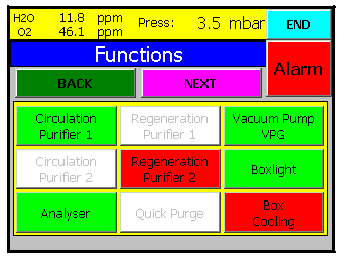 H2O 11.8 ppm Press: 3.5 mbar END
O2 46.1 ppm
Functions
Alarm
BACK NEXT
Circulation Purifier 1
Regeneration Purifier 1
Vacuum Pump VPG
Circulation Purifier 2
Regeneration Purifier 2
Boxlight
Analyser
Quick Purge
Box Cooling